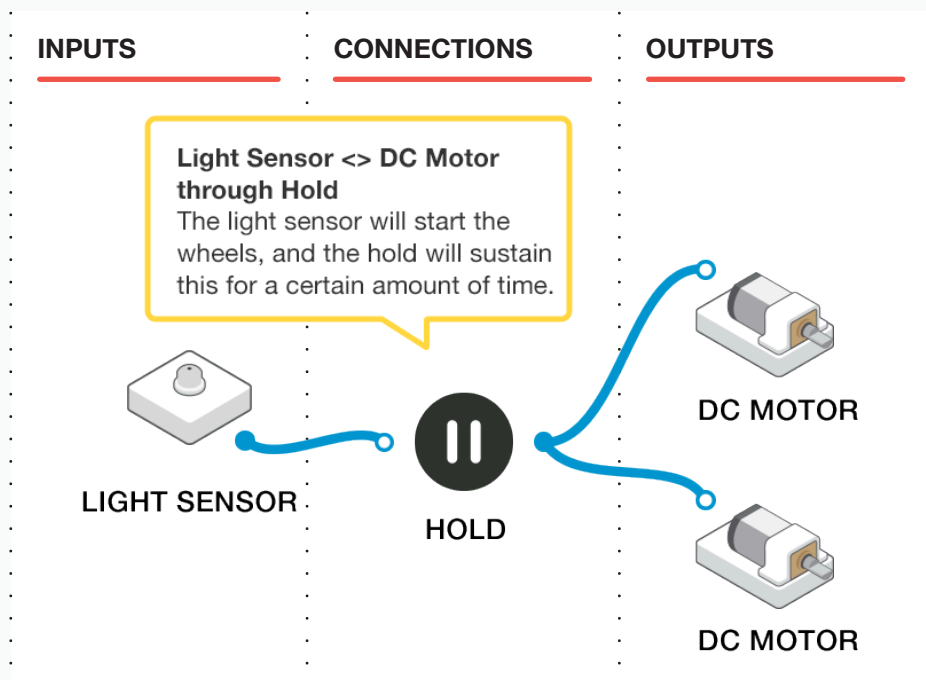 INPUTS
CONNECTIONS
OUTPUTS
Light Sensor <> DC Motor
through Hold
The light sensor will start the
wheels, and the hold will sustain
this for a certain amount of time.
LIGHT SENSOR
HOLD
DC MOTOR
DC MOTOR